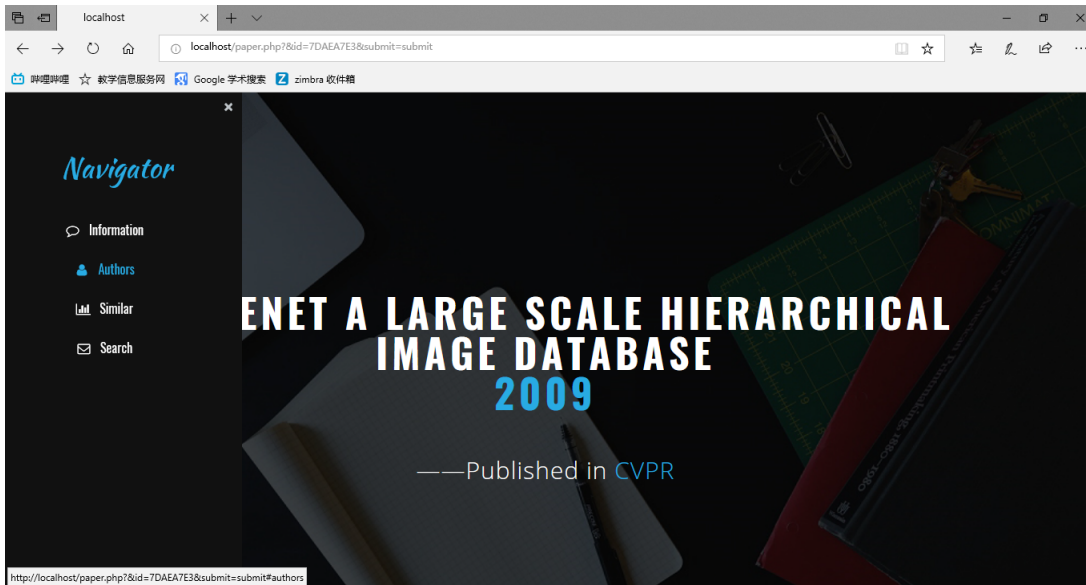 localhost
localhost/paper.php?&id=7DAEA7E3&submit=submit
哔哩哔哩 教学信息服务网 Google 学术搜索 Z zimbra 收件箱
Navigator
Information
Authors
Similar
Search
ENET A LARGE SCALE HIERARCHICAL
IMAGE DATABASE
2009
——Published in CVPR
OMNIMAT
http://localhost/paper.php?&id=7DAEA7E3&submit=submit#authors